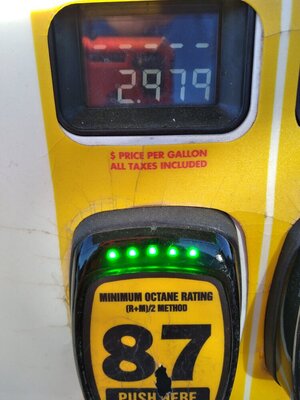 2.979
$ PRICE PER GALLON
ALL TAXES INCLUDED
MINIMUM OCTANE RATING
(R+M)/2 METHOD
87
PUSH HERE